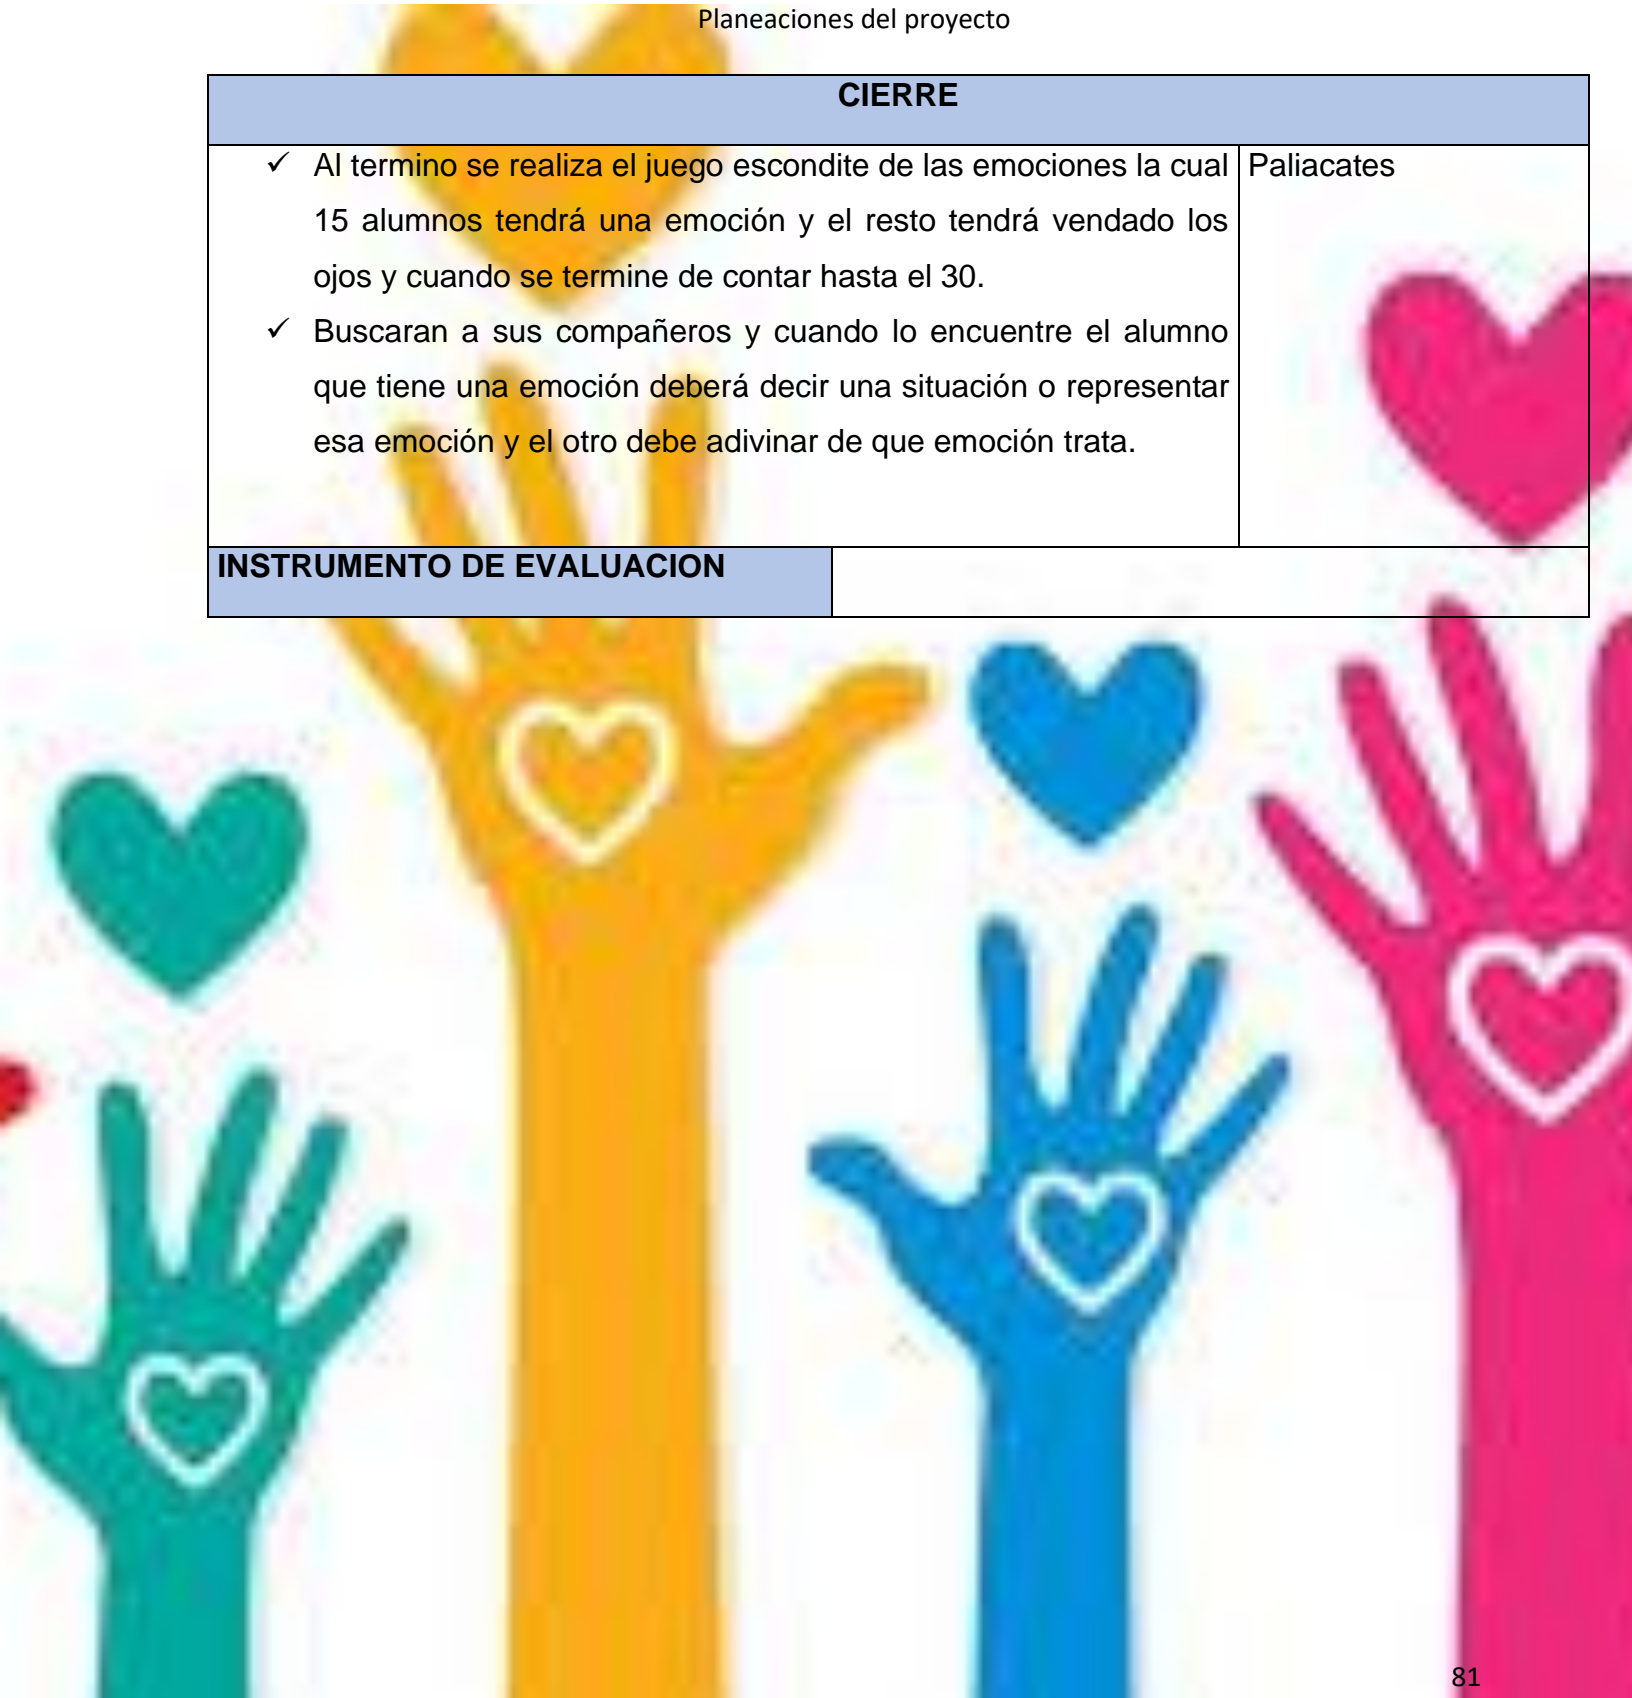 Planeaciones del proyecto
CIERRE
✓ Al termino se realiza el juego escondite de las emociones la cual
15 alumnos tendrá una emoción y el resto tendrá vendado los
ojos y cuando se termine de contar hasta el 30.
✓ Buscaran a sus compañeros y cuando lo encuentre el alumno
que tiene una emoción deberá decir una situación o representar
esa emoción y el otro debe adivinar de que emoción trata.
Paliacates
INSTRUMENTO DE EVALUACION
81